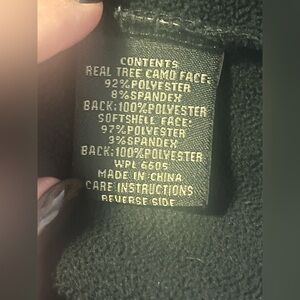 CONTENTS
REAL TREE CAMO FACE:
92%POLYESTER
8%SPANDEX
BACK:100%POLYESTER
SOFTSHELL FACE:
97%POLYESTER
3%SPANDEX
BACK:100%POLYESTER
WPL 6605
MADE IN CHINA
CARE INSTRUCTIONS
REVERSE SIDE